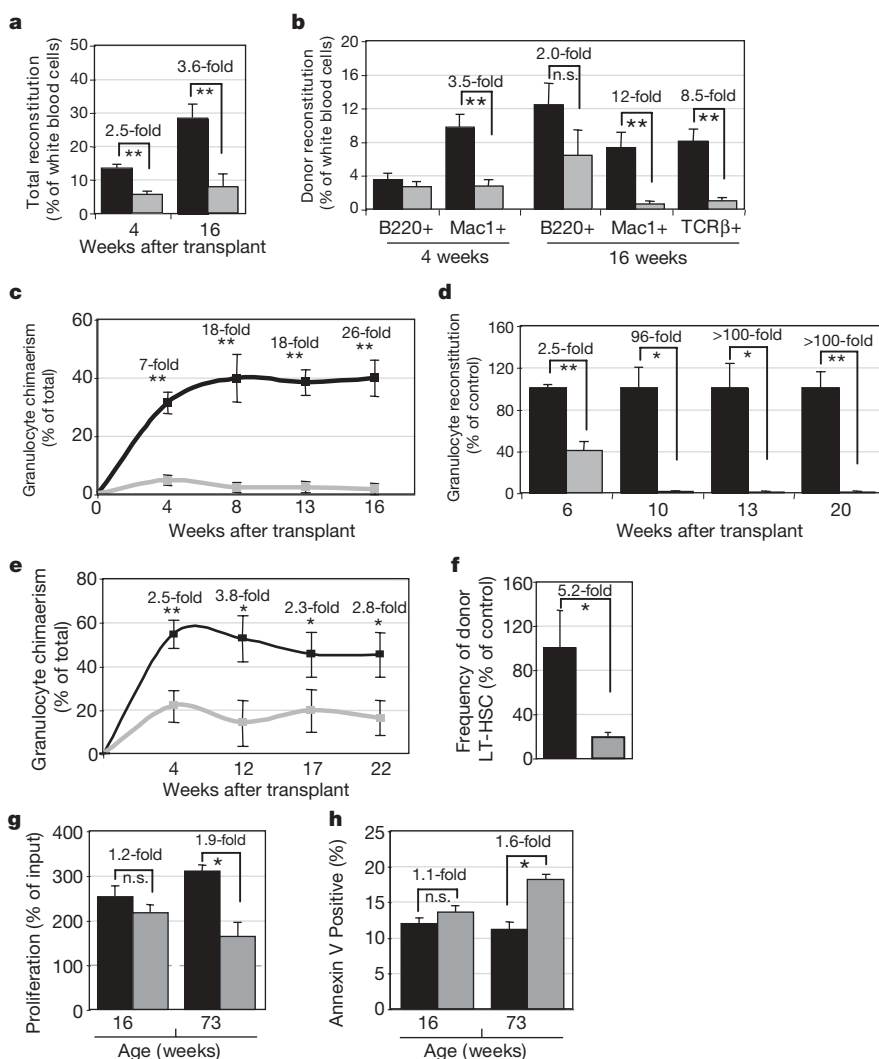 a
Total reconstitution
(% of white blood cells)
50
40
30
20
10
0
2.5-fold
**
3.6-fold
**
4
16
Weeks after transplant
b
Donor reconstitution
(% of white blood cells)
20
16
12
8
4
0
3.5-fold
**
2.0-fold
n.s.
12-fold
**
8.5-fold
**
B220+
Mac1+
B220+
Mac1+
TCRβ+
4 weeks
16 weeks
c
Granulocyte chimaerism
(% of total)
60
40
20
0
7-fold
**
18-fold
**
18-fold
**
26-fold
**
0
4
8
13
16
Weeks after transplant
d
Granulocyte reconstitution
(% of control)
160
120
80
40
0
2.5-fold
**
96-fold
*
>100-fold
*
>100-fold
**
6
10
13
20
Weeks after transplant
e
Granulocyte chimaerism
(% of total)
80
60
40
20
0
2.5-fold
**
3.8-fold
*
2.3-fold
*
2.8-fold
*
4
12
17
22
Weeks after transplant
f
Frequency of donor
LT-HSC (% of control)
160
120
80
40
0
5.2-fold
*
g
Proliferation (% of input)
400
300
200
100
0
1.2-fold
n.s.
1.9-fold
*
16
73
Age (weeks)
h
Annexin V Positive (%)
25
20
15
10
5
0
1.1-fold
n.s.
1.6-fold
*
16
73
Age (weeks)